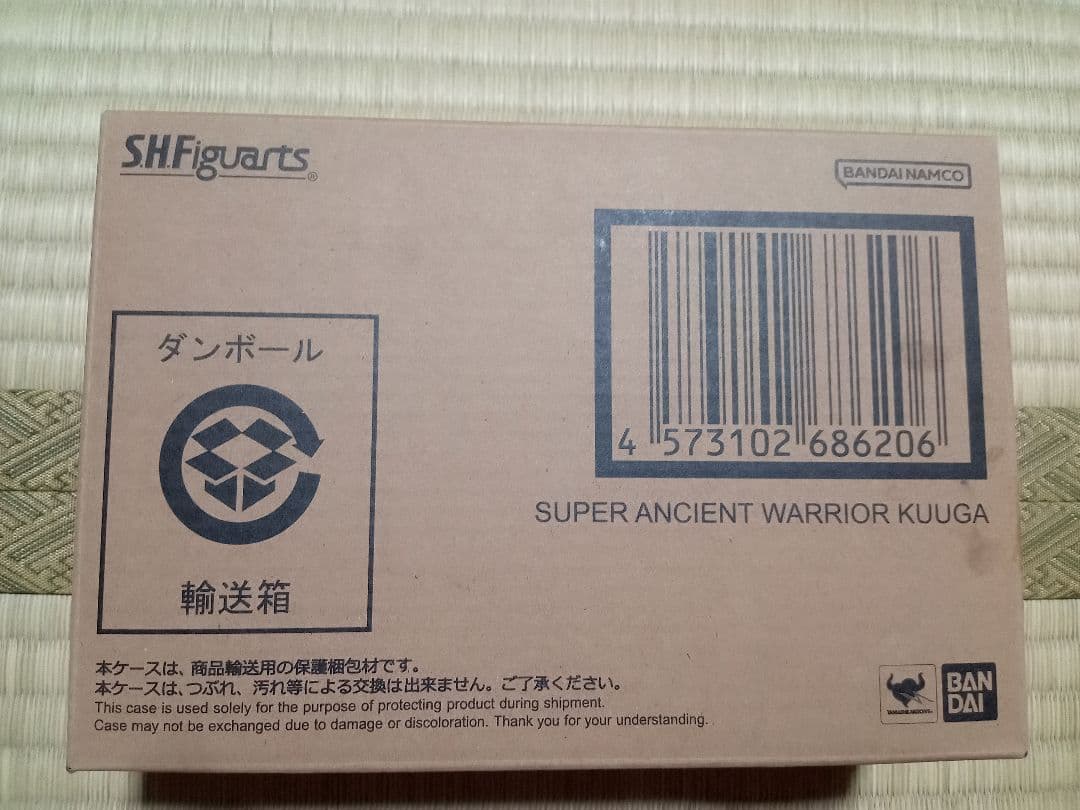 S.H.Figuarts®
BANDAI NAMCO
4 573102 686206
SUPER ANCIENT WARRIOR KUUGA
ダンボール
輸送箱
本ケースは、商品輸送用の保護梱包材です。
本ケースは、つぶれ、汚れ等による交換は出来ません。ご了承ください。
This case is used solely for the purpose of protecting product during shipment.
Case may not be exchanged due to damage or discoloration. Thank you for your understanding.
TAMASHII NATIONS
BAN
DAI